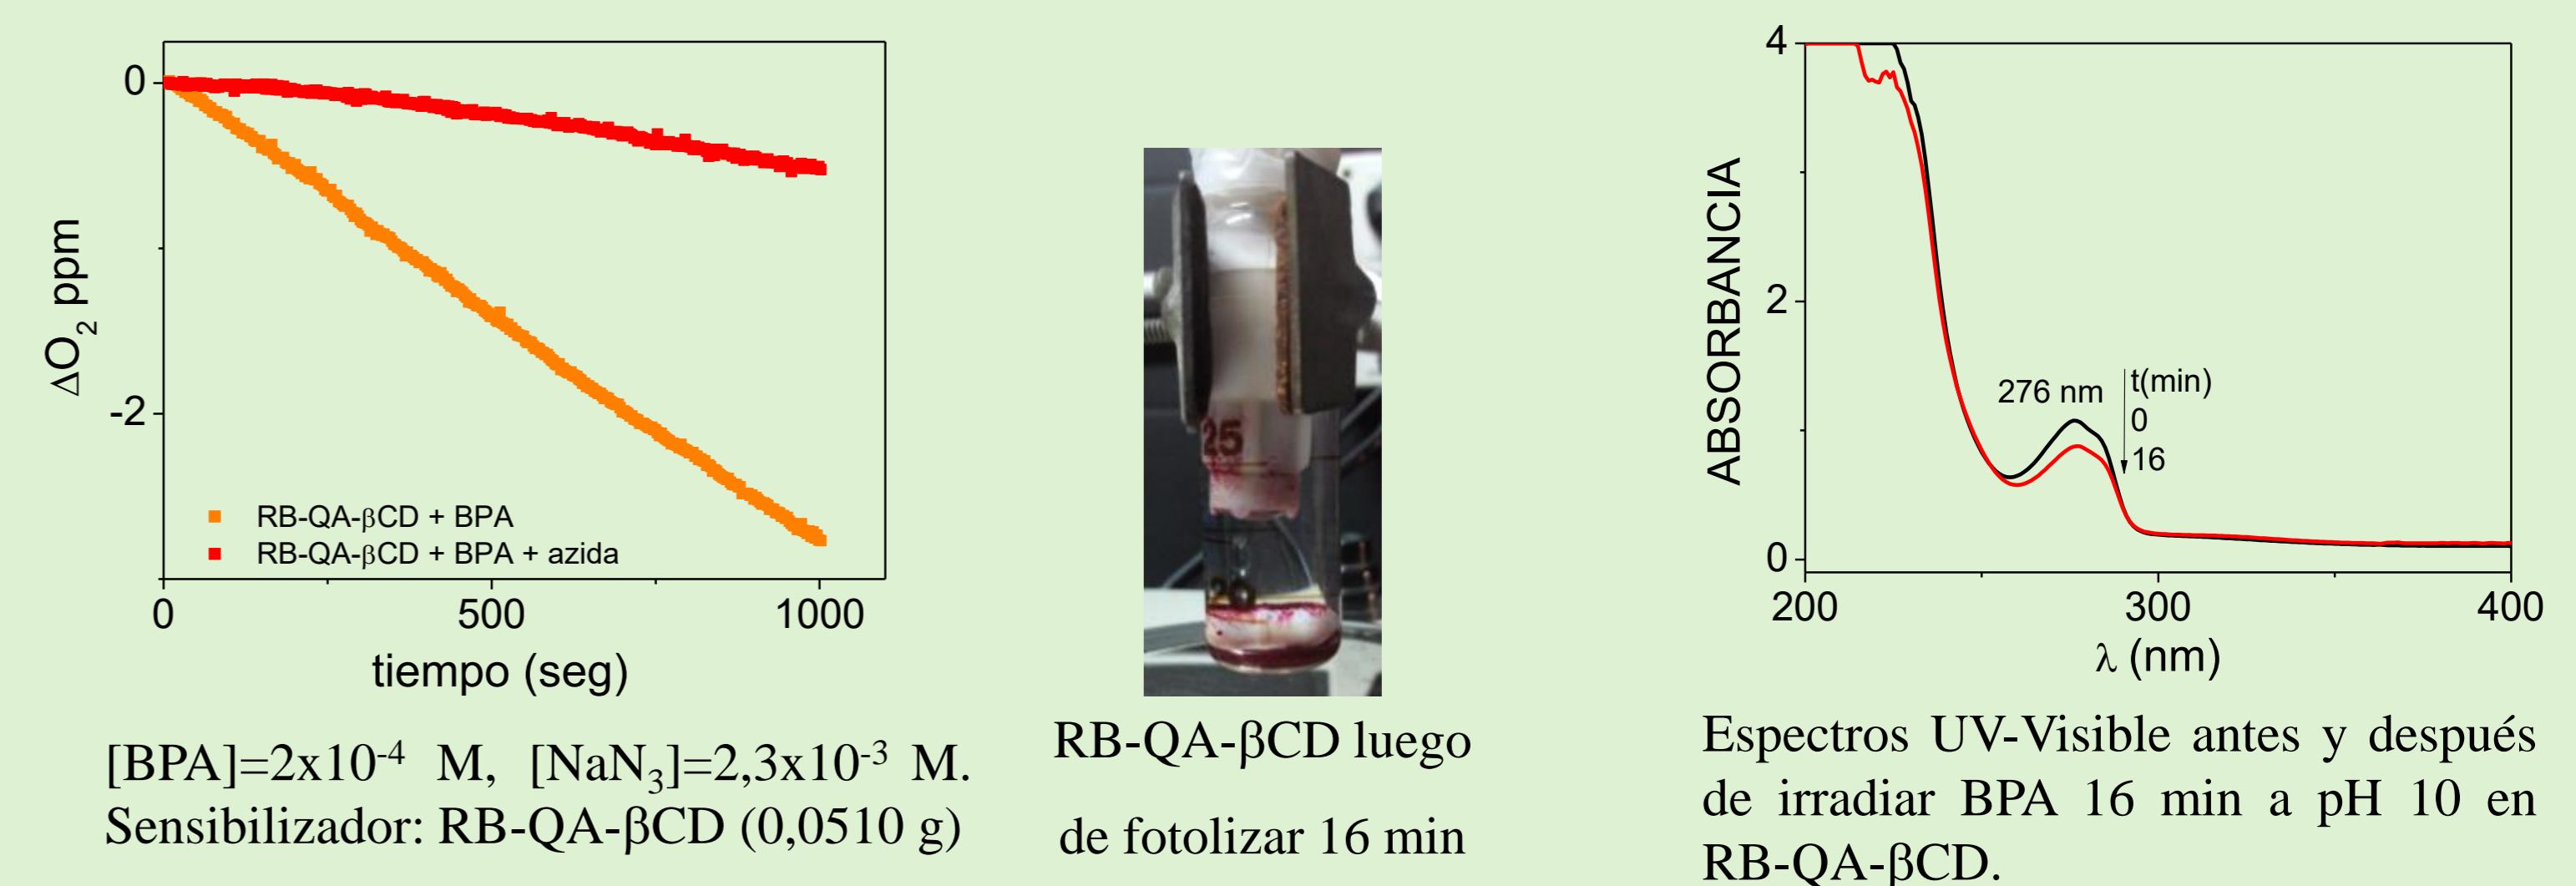 0
-2
ΔO₂ ppm
RB-QA-βCD + BPA
RB-QA-βCD + BPA + azida
0 500 1000
tiempo (seg)
[BPA]=2x10⁻⁴ M, [NaN₃]=2,3x10⁻³ M.
Sensibilizador: RB-QA-βCD (0,0510 g)
25
20
RB-QA-βCD luego
de fotolizar 16 min
4
2
0
ABSORBANCIA
276 nm
t(min)
0
16
200 300 400
λ (nm)
Espectros UV-Visible antes y después
de irradiar BPA 16 min a pH 10 en
RB-QA-βCD.